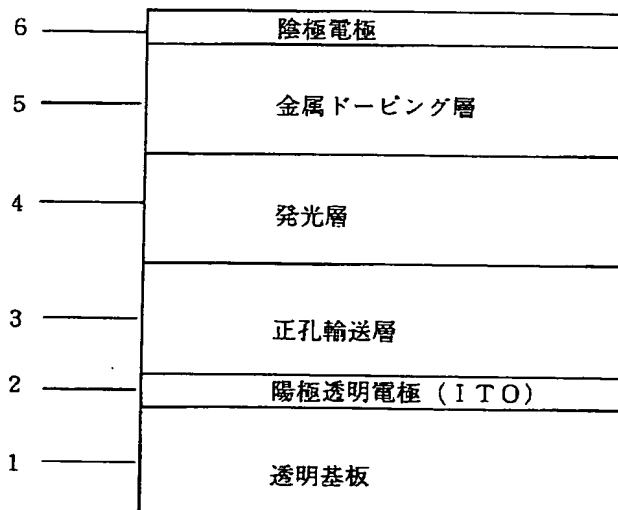 6 陰極電極
5 金属ドーピング層
4 発光層
3 正孔輸送層
2 陽極透明電極（ＩＴＯ）
1 透明基板